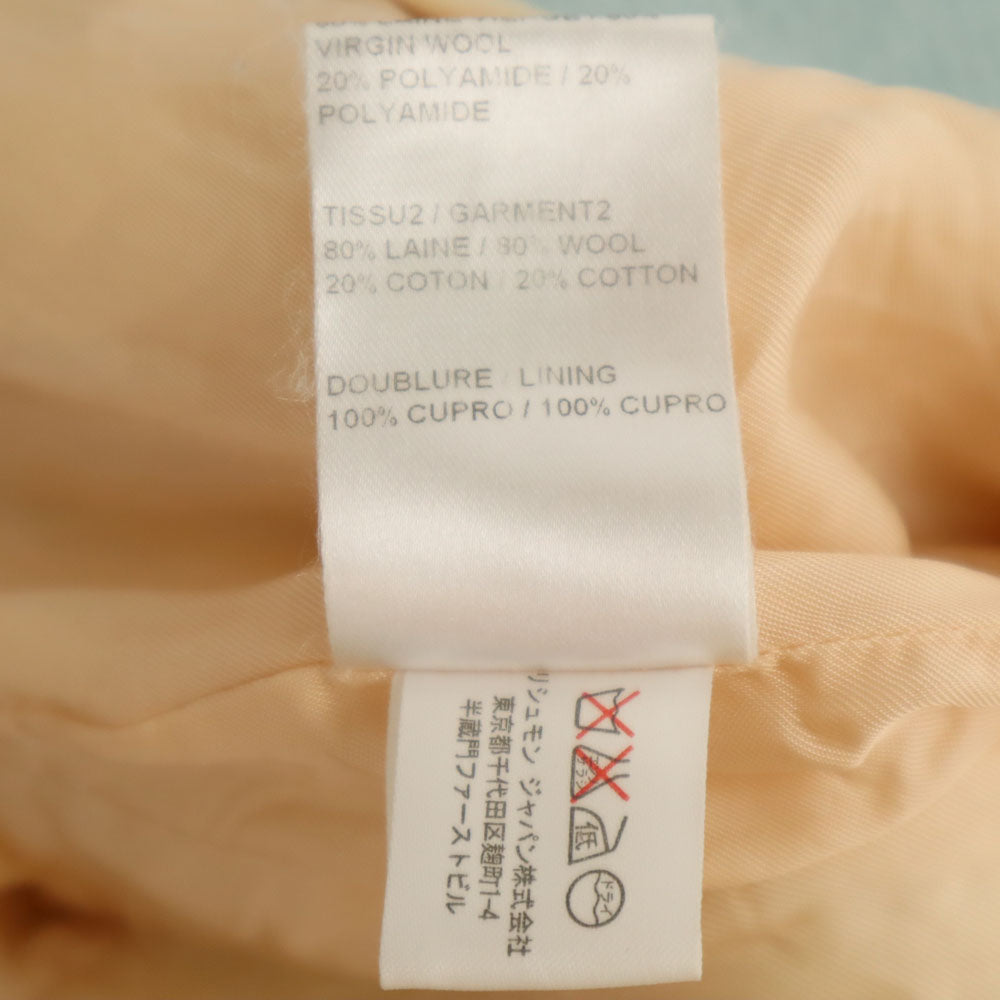 VIRGIN WOOL
20% POLYAMIDE / 20%
POLYAMIDE
TISSU2 / GARMENT2
80% LAINE / 80% WOOL
20% COTON / 20% COTTON
DOUBLURE / LINING
100% CUPRO / 100% CUPRO
リシュモン ジャパン株式会社
東京都千代田区麹町1-4
半蔵門ファーストビル
低
ドライ